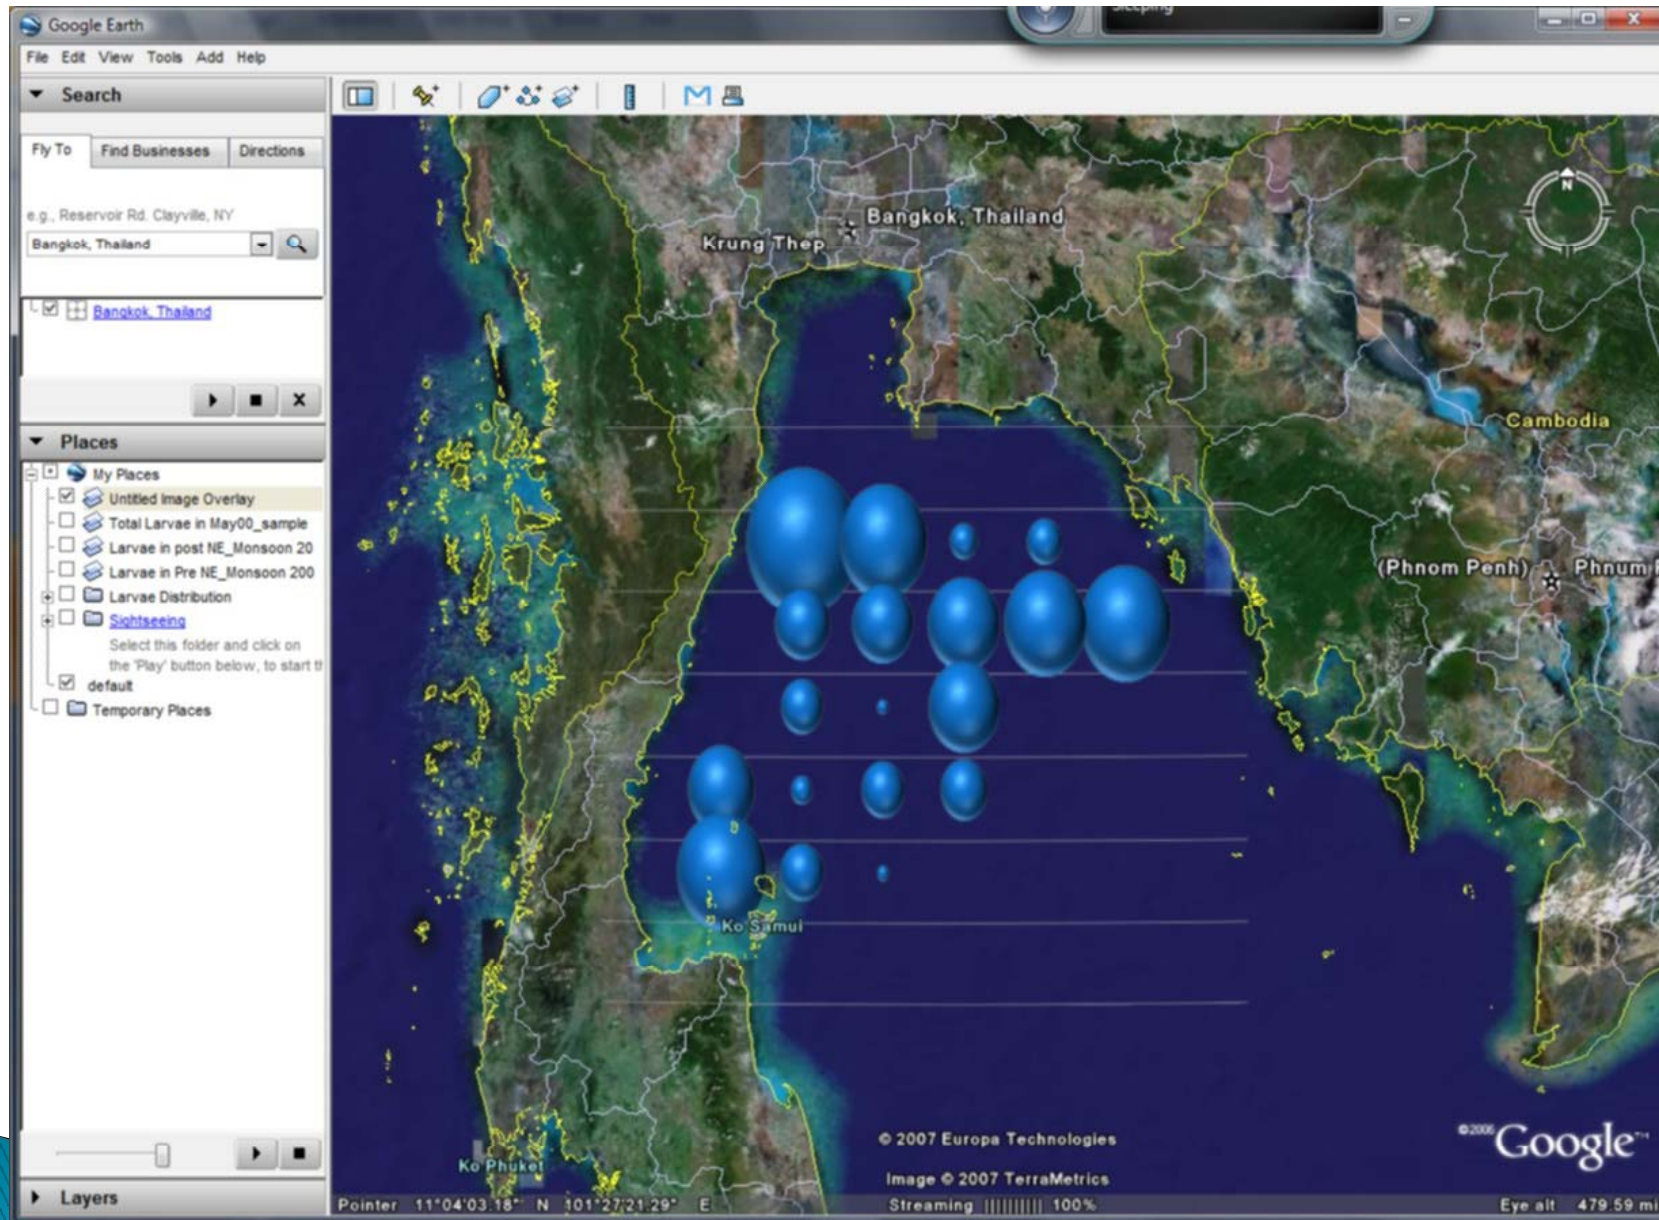 Google Earth
Sleeping
File Edit View Tools Add Help
Search
Fly To Find Businesses Directions
e.g., Reservoir Rd. Clayville, NY
Bangkok, Thailand
Bangkok, Thailand
Places
My Places
Untitled Image Overlay
Total Larvae in May00_sample
Larvae in post NE_Monsoon 20
Larvae in Pre NE_Monsoon 200
Larvae Distribution
Sightseeing
Select this folder and click on
the 'Play' button below, to start th
default
Temporary Places
Layers
N
Bangkok, Thailand
Krung Thep
Cambodia
(Phnom Penh) Phnum
Ko Samui
Ko Phuket
© 2007 Europa Technologies
Image © 2007 TerraMetrics
©2006 Google™
Pointer 11°04'03.18" N 101°27'21.29" E Streaming |||||||||| 100% Eye alt 479.59 mi